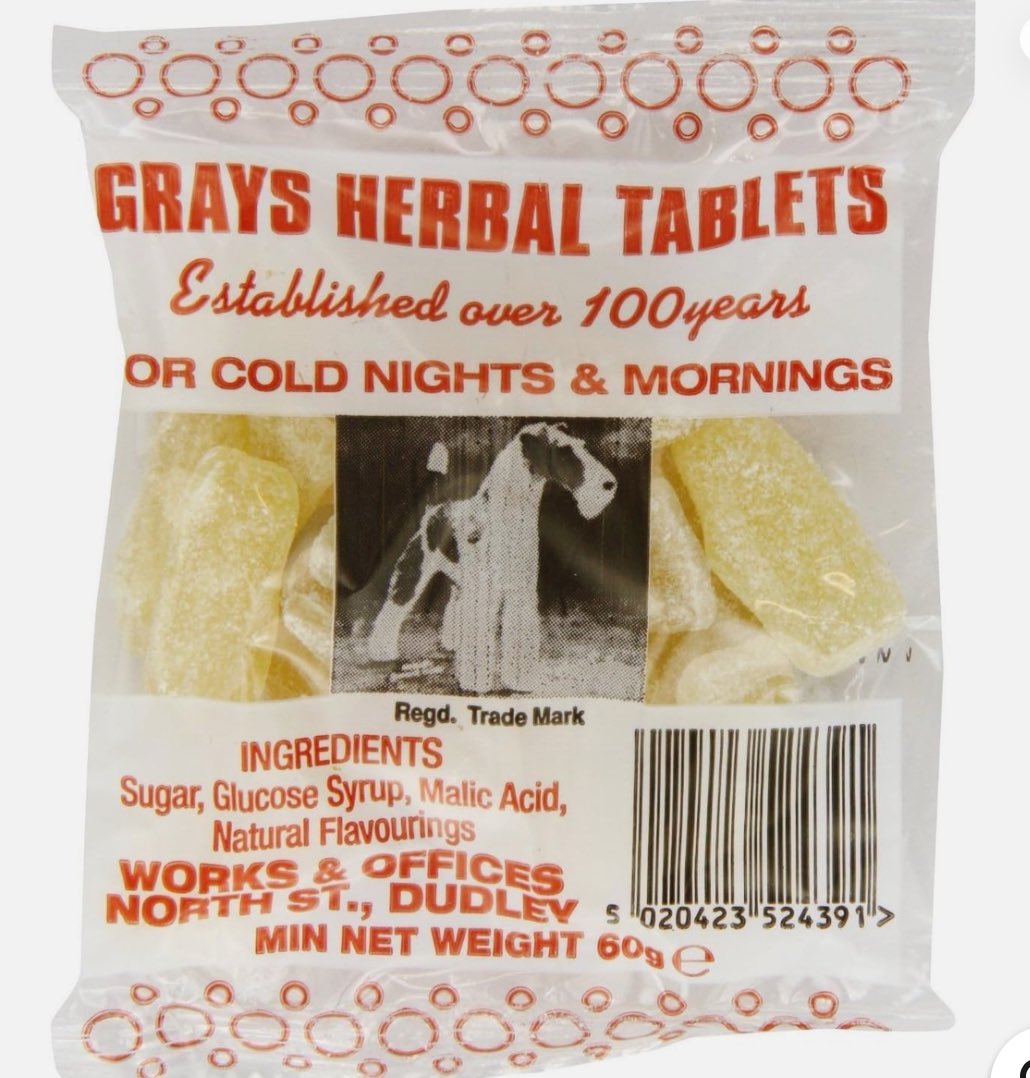 GRAYS HERBAL TABLETS
Established over 100years
OR COLD NIGHTS & MORNINGS
Regd. Trade Mark
INGREDIENTS
Sugar, Glucose Syrup, Malic Acid,
Natural Flavourings
WORKS & OFFICES
NORTH ST., DUDLEY
MIN NET WEIGHT 60g e
5 020423 524391 >